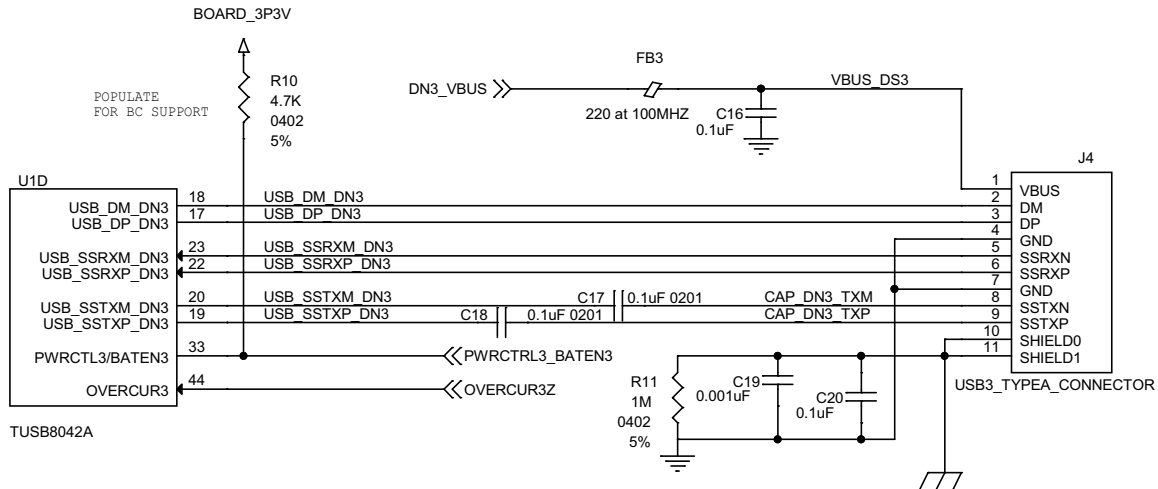 BOARD_3P3V
POPULATE
FOR BC SUPPORT
R10
4.7K
0402
5%
DN3_VBUS
FB3
220 at 100MHZ
VBUS_DS3
C16
0.1uF
U1D
J4
USB_DM_DN3 18 USB_DM_DN3 2 DM
USB_DP_DN3 17 USB_DP_DN3 3 DP
USB_SSRXM_DN3 23 USB_SSRXM_DN3 5 SSRXN
USB_SSRXP_DN3 22 USB_SSRXP_DN3 6 SSRXP
USB_SSTXM_DN3 20 USB_SSTXM_DN3 C17 0.1uF 0201 CAP_DN3_TXM 8 SSTXN
USB_SSTXP_DN3 19 USB_SSTXP_DN3 C18 0.1uF 0201 CAP_DN3_TXP 9 SSTXP
1 VBUS
4 GND
7 GND
10 SHIELD0
11 SHIELD1
PWRCTL3/BATEN3 33 PWRCTRL3_BATEN3
OVERCUR3 44 OVERCUR3Z
TUSB8042A
R11
1M
0402
5%
C19
0.001uF
C20
0.1uF
USB3_TYPEA_CONNECTOR